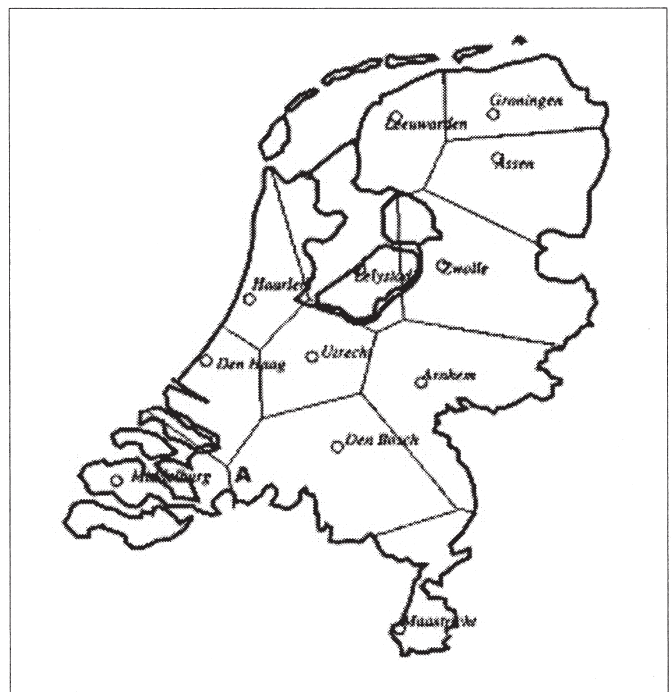 Groningen
Leeuwarden
Assen
Zwolle
Lelystad
Haarlem
Utrecht
Den Haag
Arnhem
Den Bosch
A
Middelburg
Maastricht